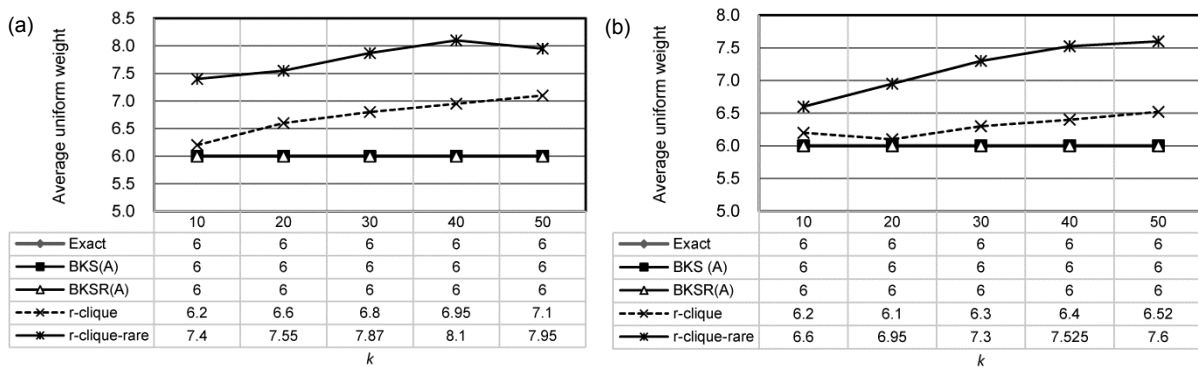 (a)
Average uniform weight
8.5
8.0
7.5
7.0
6.5
6.0
5.5
5.0
10 20 30 40 50
Exact 6 6 6 6 6
BKS(A) 6 6 6 6 6
BKSR(A) 6 6 6 6 6
r-clique 6.2 6.6 6.8 6.95 7.1
r-clique-rare 7.4 7.55 7.87 8.1 7.95
k
(b)
Average uniform weight
8.0
7.5
7.0
6.5
6.0
5.5
5.0
10 20 30 40 50
Exact 6 6 6 6 6
BKS (A) 6 6 6 6 6
BKSR(A) 6 6 6 6 6
r-clique 6.2 6.1 6.3 6.4 6.52
r-clique-rare 6.6 6.95 7.3 7.525 7.6
k